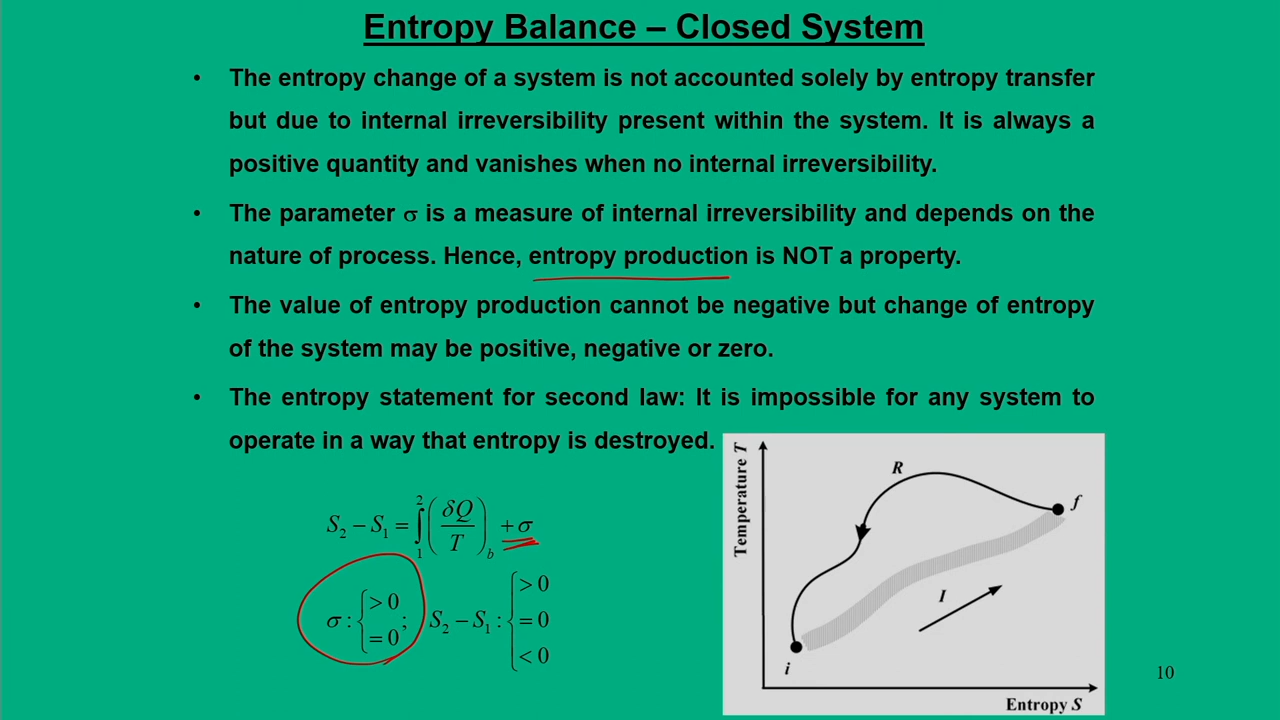 Entropy Balance – Closed System
• The entropy change of a system is not accounted solely by entropy transfer
but due to internal irreversibility present within the system. It is always a
positive quantity and vanishes when no internal irreversibility.
• The parameter σ is a measure of internal irreversibility and depends on the
nature of process. Hence, entropy production is NOT a property.
• The value of entropy production cannot be negative but change of entropy
of the system may be positive, negative or zero.
• The entropy statement for second law: It is impossible for any system to
operate in a way that entropy is destroyed.
S₂ − S₁ = ∫₁² (δQ/T)_b + σ
σ : { > 0 = 0 ; S₂ − S₁ : { > 0 = 0 < 0
Temperature T
R
f
I
i
Entropy S
10